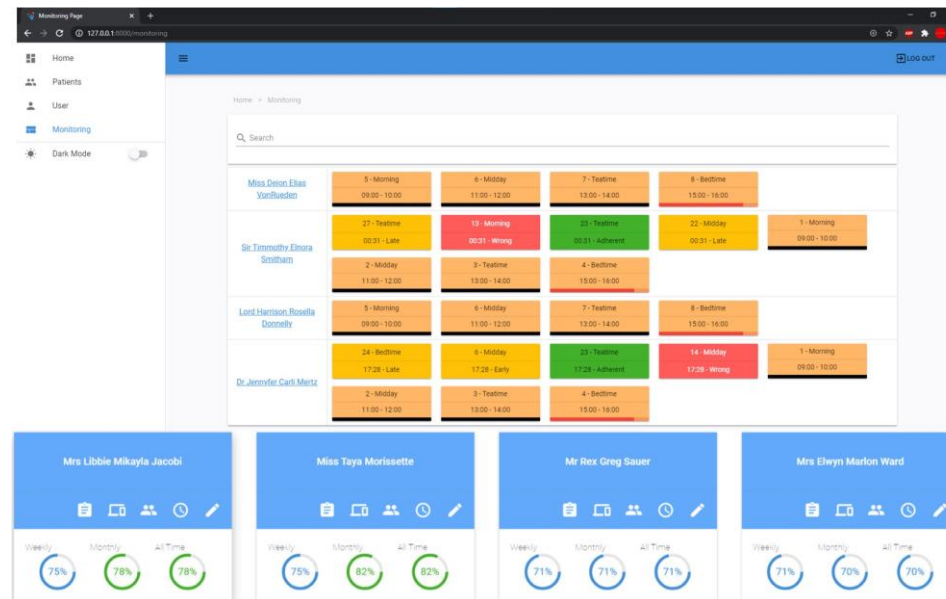 Monitoring Page
127.0.0.1:8000/monitoring
Home
Patients
User
Monitoring
Dark Mode
LOG OUT
Home
Monitoring
Search
Miss Deion Elias
VonRueden
5 - Morning
09:00 - 10:00
6 - Midday
11:00 - 12:00
7 - Teatime
13:00 - 14:00
8 - Bedtime
15:00 - 16:00
Sir Timmothy Elnora
Smitham
27 - Teatime
00:31 - Late
13 - Morning
00:31 - Wrong
23 - Teatime
00:31 - Adherent
22 - Midday
00:31 - Late
1 - Morning
09:00 - 10:00
2 - Midday
11:00 - 12:00
3 - Teatime
13:00 - 14:00
4 - Bedtime
15:00 - 16:00
Lord Harrison Rosella
Donnelly
5 - Morning
09:00 - 10:00
6 - Midday
11:00 - 12:00
7 - Teatime
13:00 - 14:00
8 - Bedtime
15:00 - 16:00
Dr Jennyfer Carli Mertz
24 - Bedtime
17:28 - Late
6 - Midday
17:28 - Early
23 - Teatime
17:28 - Adherent
14 - Midday
17:28 - Wrong
1 - Morning
09:00 - 10:00
2 - Midday
11:00 - 12:00
3 - Teatime
13:00 - 14:00
4 - Bedtime
15:00 - 16:00
Mrs Libbie Mikayla Jacobi
Weekly Monthly All Time
75% 78% 78%
Miss Taya Morissette
Weekly Monthly All Time
75% 82% 82%
Mr Rex Greg Sauer
Weekly Monthly All Time
71% 71% 71%
Mrs Elwyn Marlon Ward
Weekly Monthly All Time
71% 70% 70%